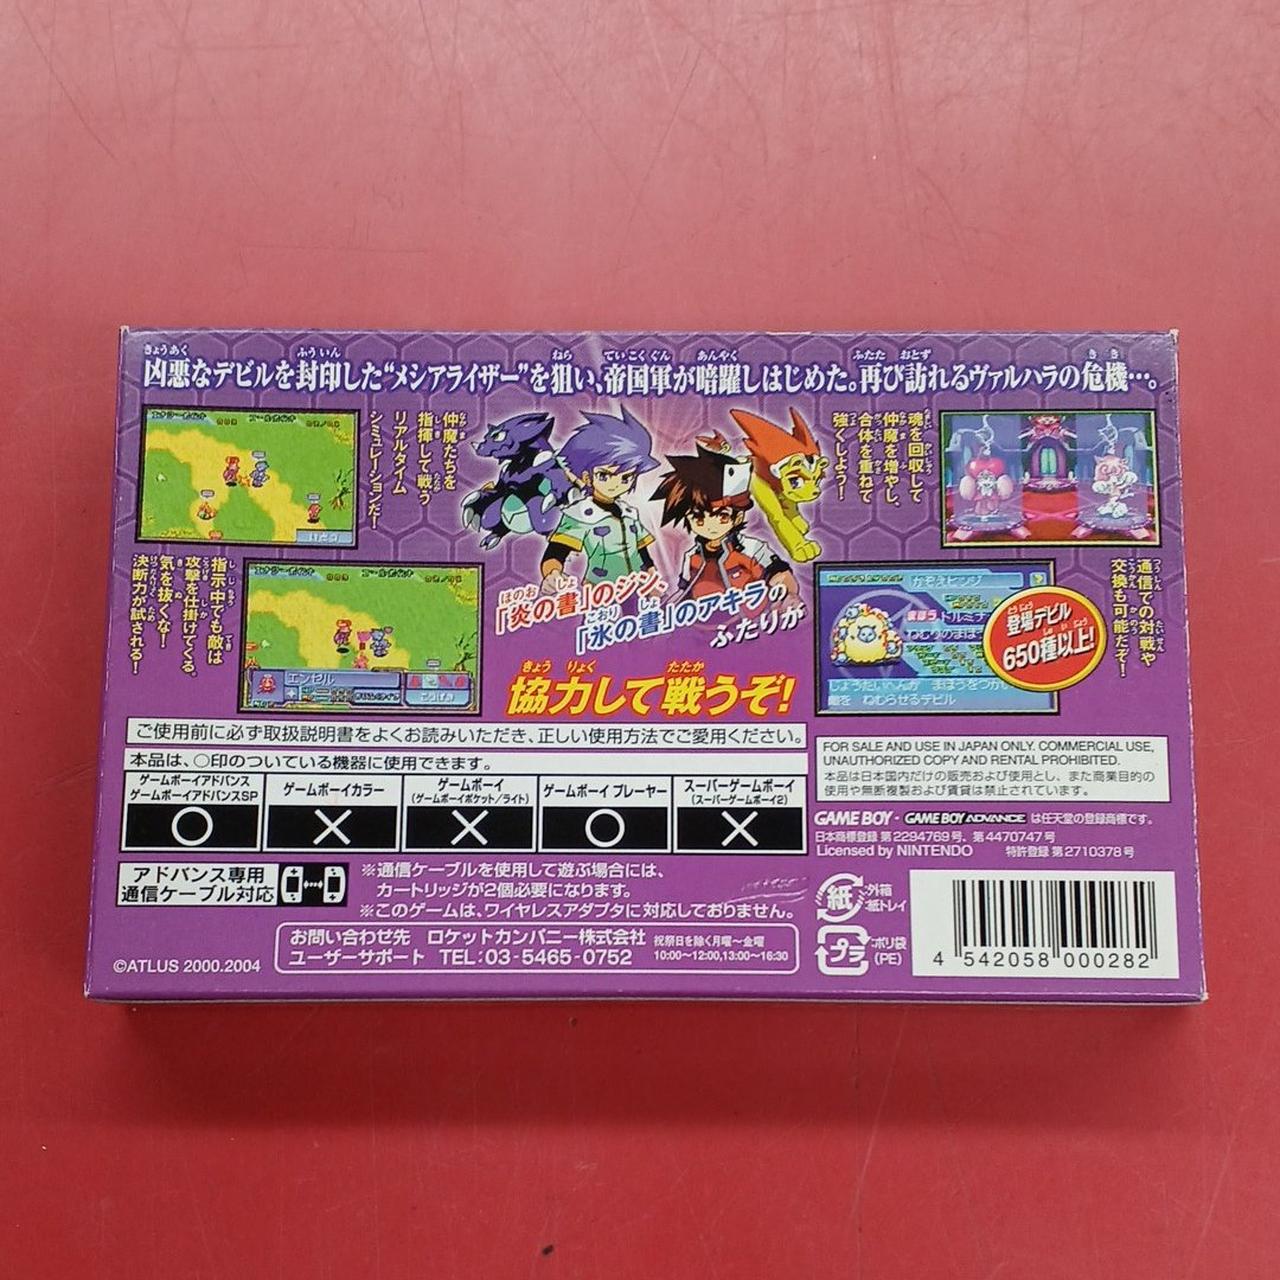 凶悪なデビルを封印した“メシアライザー”を狙い、帝国軍が暗躍しはじめた。再び訪れるヴァルハラの危機…。
仲魔たちを
指揮して戦う
リアルタイム
シミュレーションだ!
魂を回収して
仲魔を増やし、
合体を重ねて
強くしよう!
指示中でも敵は
攻撃を仕掛けてくる。
気を抜くな!
決断力が試される!
エンゼル
「炎の書」のジン、
「氷の書」のアキラの
ふたりが
協力して戦うぞ!
登場デビル
650種以上!
通信での対戦や
交換も可能だぞ!
ねむらせるデビル
ご使用前に必ず取扱説明書をよくお読みいただき、正しい使用方法でご愛用ください。
本品は、○印のついている機器に使用できます。
ゲームボーイアドバンス
ゲームボーイアドバンスSP
ゲームボーイカラー
ゲームボーイ
(ゲームボーイポケット/ライト)
ゲームボーイ プレーヤー
スーパーゲームボーイ
(スーパーゲームボーイ2)
○ × × ○ ×
FOR SALE AND USE IN JAPAN ONLY. COMMERCIAL USE,
UNAUTHORIZED COPY AND RENTAL PROHIBITED.
本品は日本国内だけの販売および使用とし、また商業目的の
使用や無断複製および賃貸は禁止されています。
GAME BOY・GAME BOY ADVANCE は任天堂の登録商標です。
日本商標登録 第2294769号、第4470747号
Licensed by NINTENDO 特許登録 第2710378号
アドバンス専用
通信ケーブル対応
※通信ケーブルを使用して遊ぶ場合には、
カートリッジが2個必要になります。
※このゲームは、ワイヤレスアダプタに対応しておりません。
お問い合わせ先 ロケットカンパニー株式会社 祝祭日を除く月曜～金曜
ユーザーサポート TEL:03-5465-0752 10:00～12:00,13:00～16:30
©ATLUS 2000.2004
紙
外箱
紙トレイ
プラ
ポリ袋
(PE)
4 542058 000282